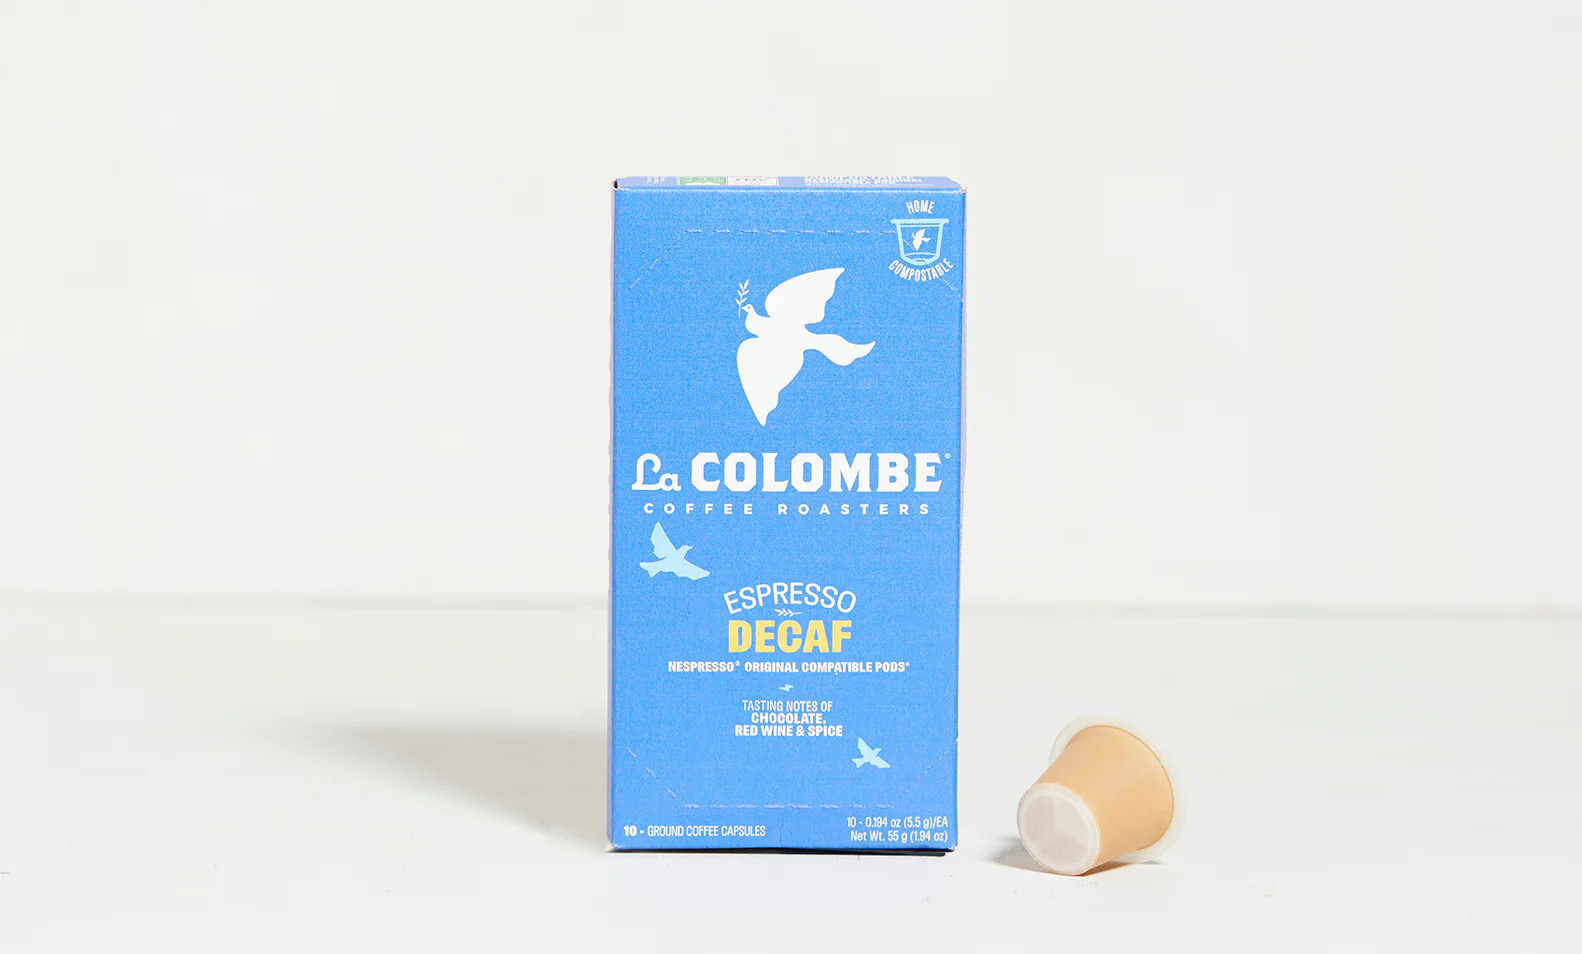 HOME
COMPOSTABLE
La COLOMBE®
COFFEE ROASTERS
ESPRESSO
DECAF
NESPRESSO® ORIGINAL COMPATIBLE PODS*
TASTING NOTES OF
CHOCOLATE,
RED WINE & SPICE
10 - GROUND COFFEE CAPSULES
10 - 0.194 oz (5.5 g)/EA
Net Wt. 55 g (1.94 oz)